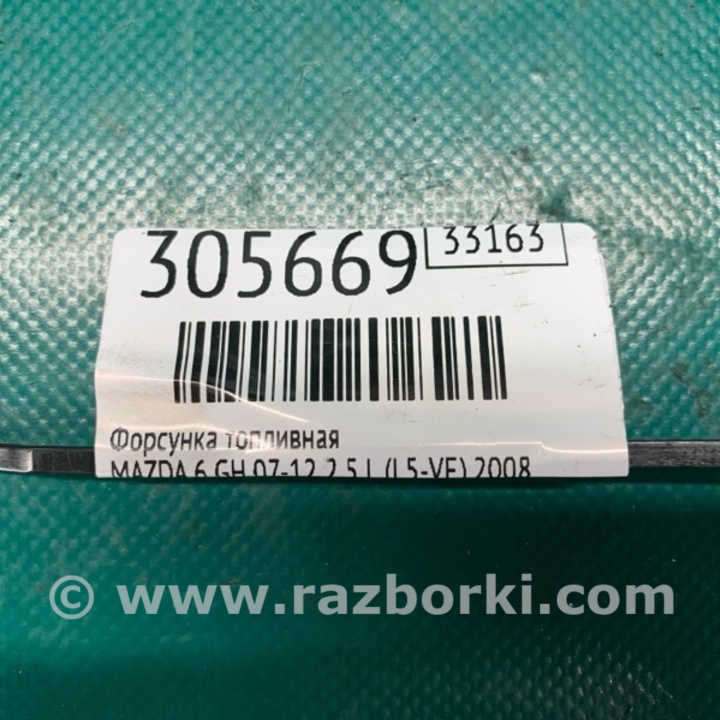 305669 33163
Форсунка топливная
MAZDA 6 GH 07-12 2.5 L (L5-VE) 2008
© www.razborki.com